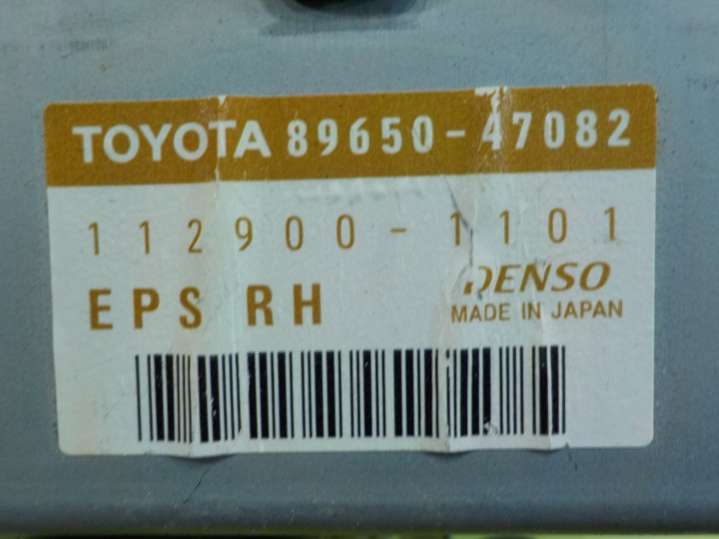 TOYOTA 89650-47082
112900-1101
EPS RH
DENSO
MADE IN JAPAN